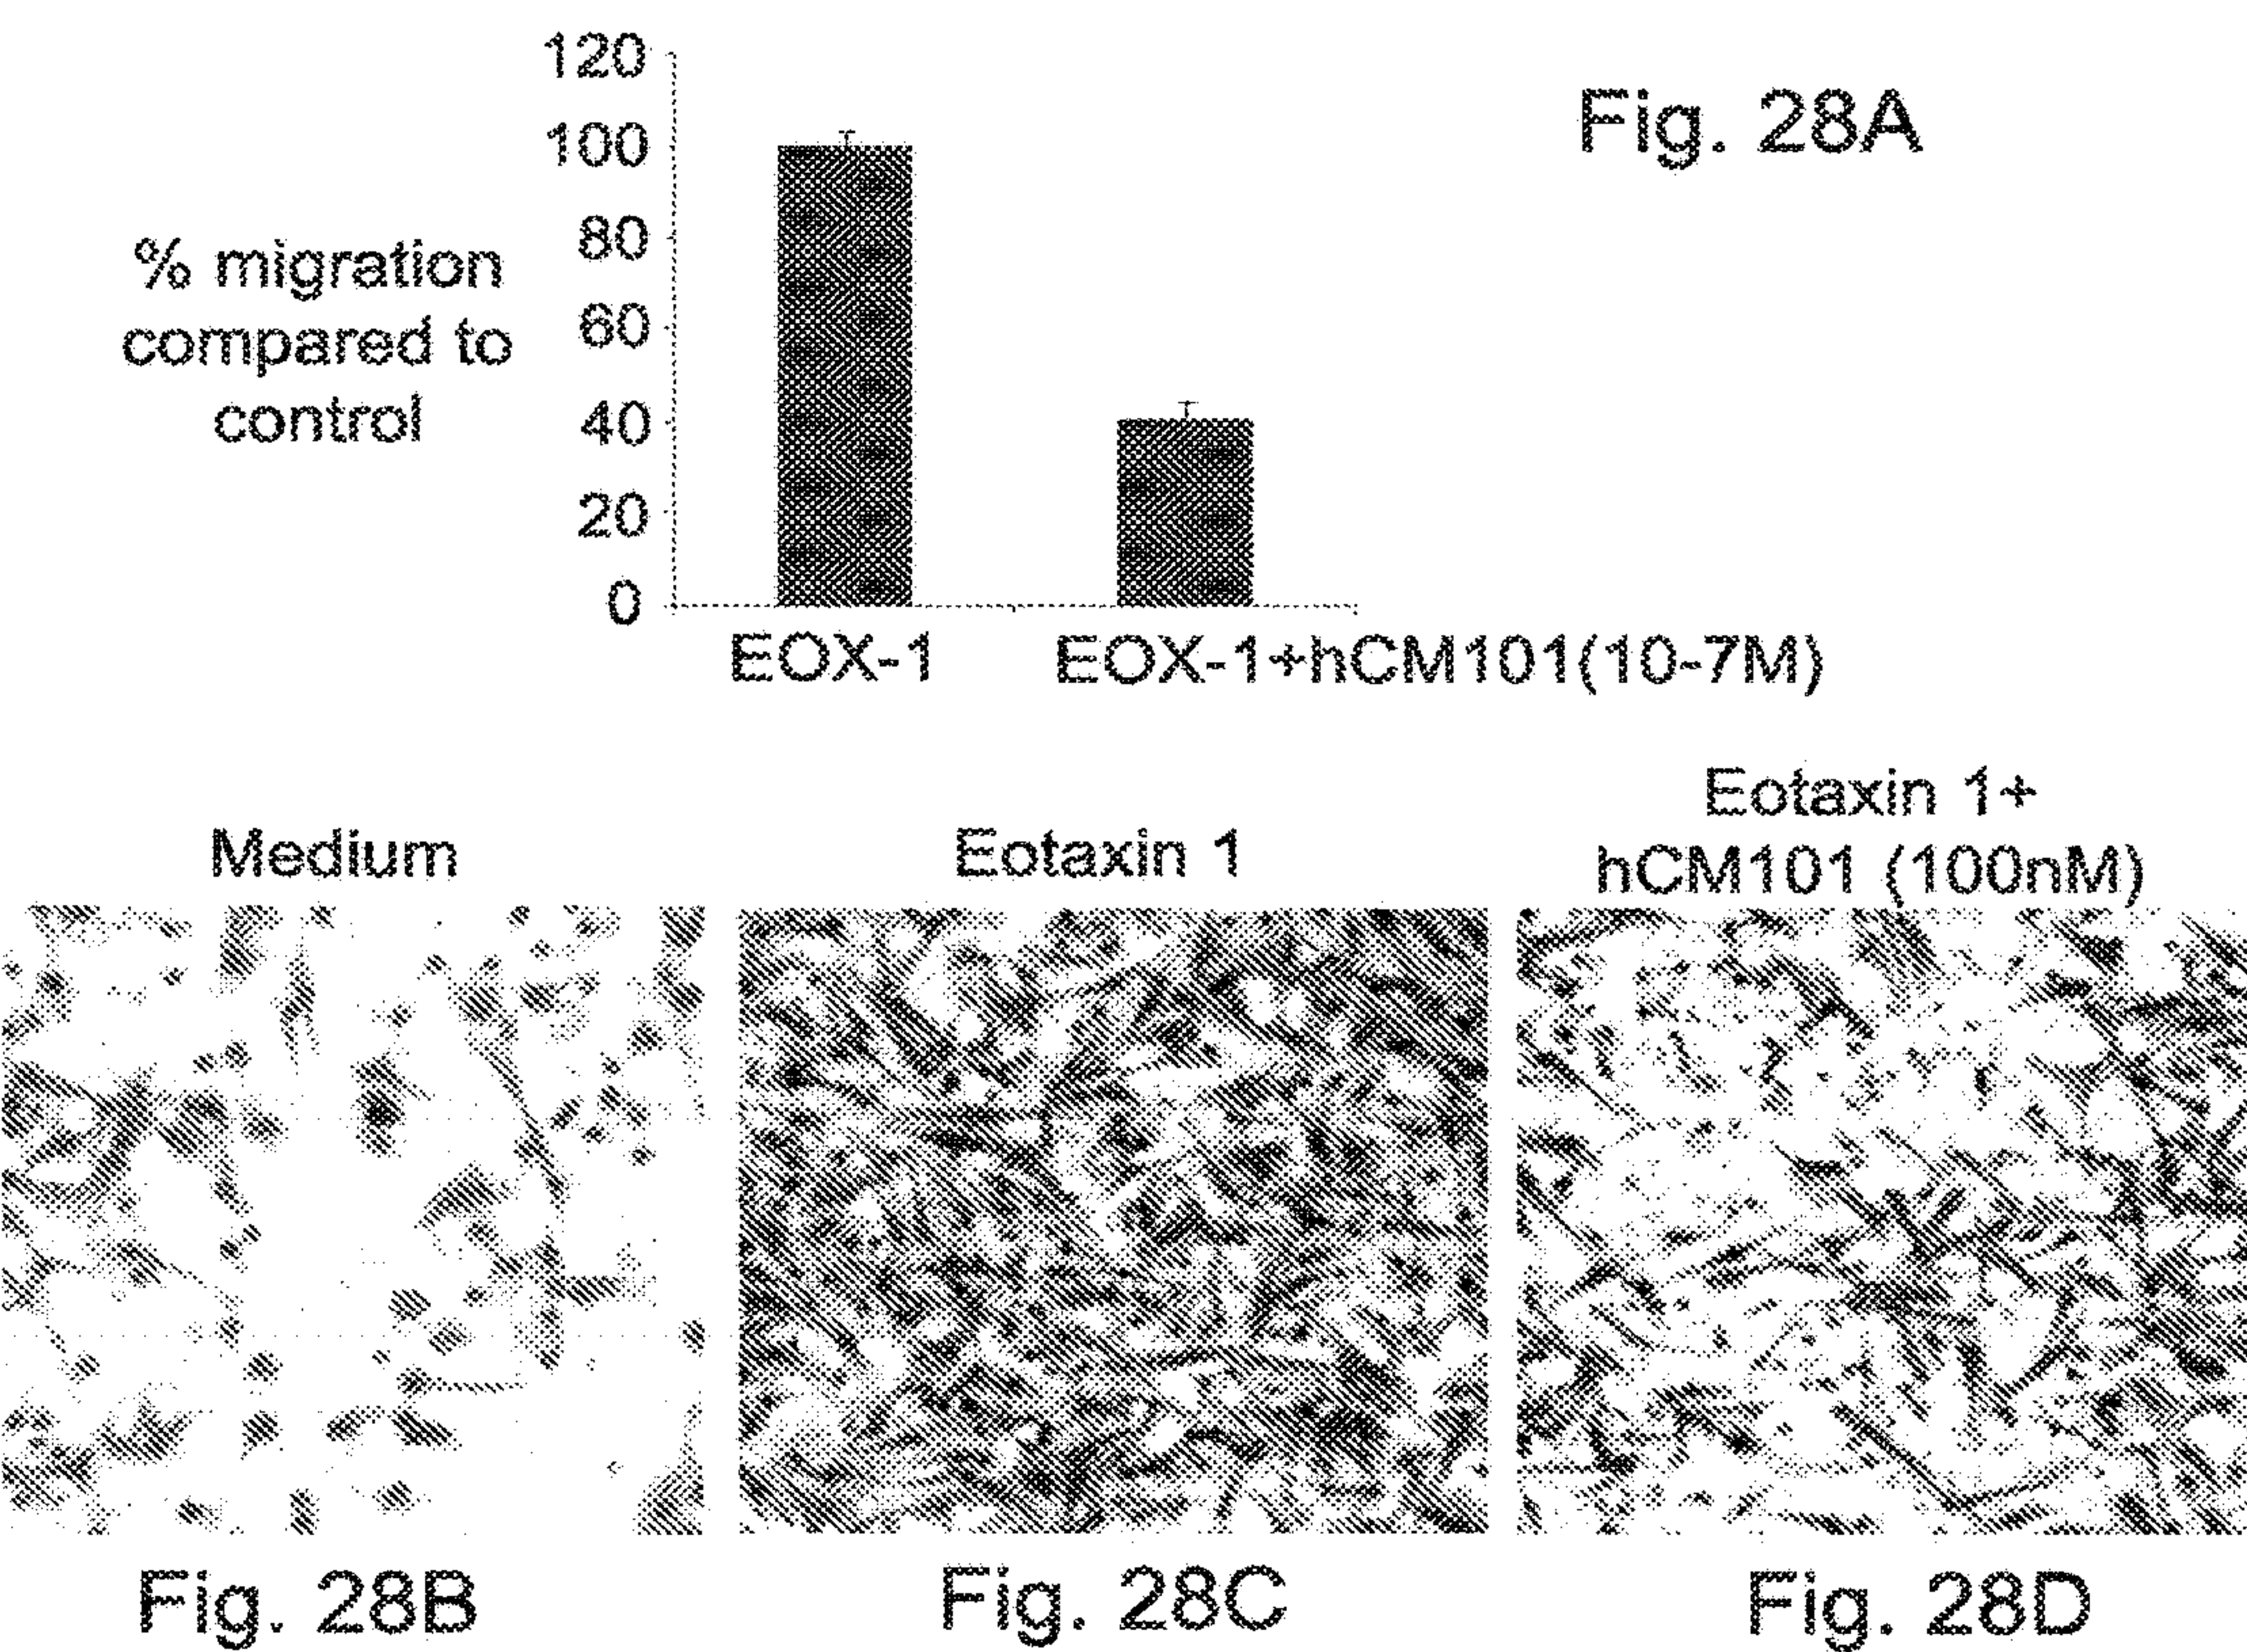 Fig. 28A
120
100
80
60
40
20
0
% migration
compared to
control
EOX-1
EOX-1+hCM101(10-7M)
Medium
Eotaxin 1
Eotaxin 1+
hCM101 (100nM)
Fig. 28B
Fig. 28C
Fig. 28D